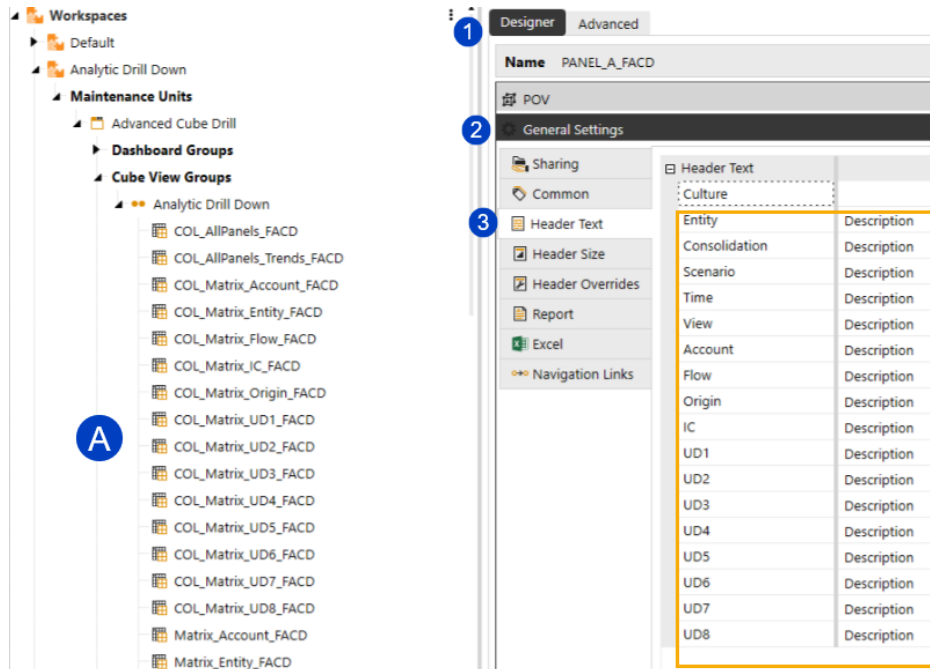 Workspaces
Default
Analytic Drill Down
Maintenance Units
Advanced Cube Drill
Dashboard Groups
Cube View Groups
Analytic Drill Down
COL_AllPanels_FACD
COL_AllPanels_Trends_FACD
COL_Matrix_Account_FACD
COL_Matrix_Entity_FACD
COL_Matrix_Flow_FACD
COL_Matrix_IC_FACD
COL_Matrix_Origin_FACD
COL_Matrix_UD1_FACD
A
COL_Matrix_UD2_FACD
COL_Matrix_UD3_FACD
COL_Matrix_UD4_FACD
COL_Matrix_UD5_FACD
COL_Matrix_UD6_FACD
COL_Matrix_UD7_FACD
COL_Matrix_UD8_FACD
Matrix_Account_FACD
Matrix_Entity_FACD
1 Designer Advanced
Name PANEL_A_FACD
POV
2 General Settings
Sharing
Common
3 Header Text
Header Size
Header Overrides
Report
Excel
Navigation Links
Header Text
Culture
Entity Description
Consolidation Description
Scenario Description
Time Description
View Description
Account Description
Flow Description
Origin Description
IC Description
UD1 Description
UD2 Description
UD3 Description
UD4 Description
UD5 Description
UD6 Description
UD7 Description
UD8 Description